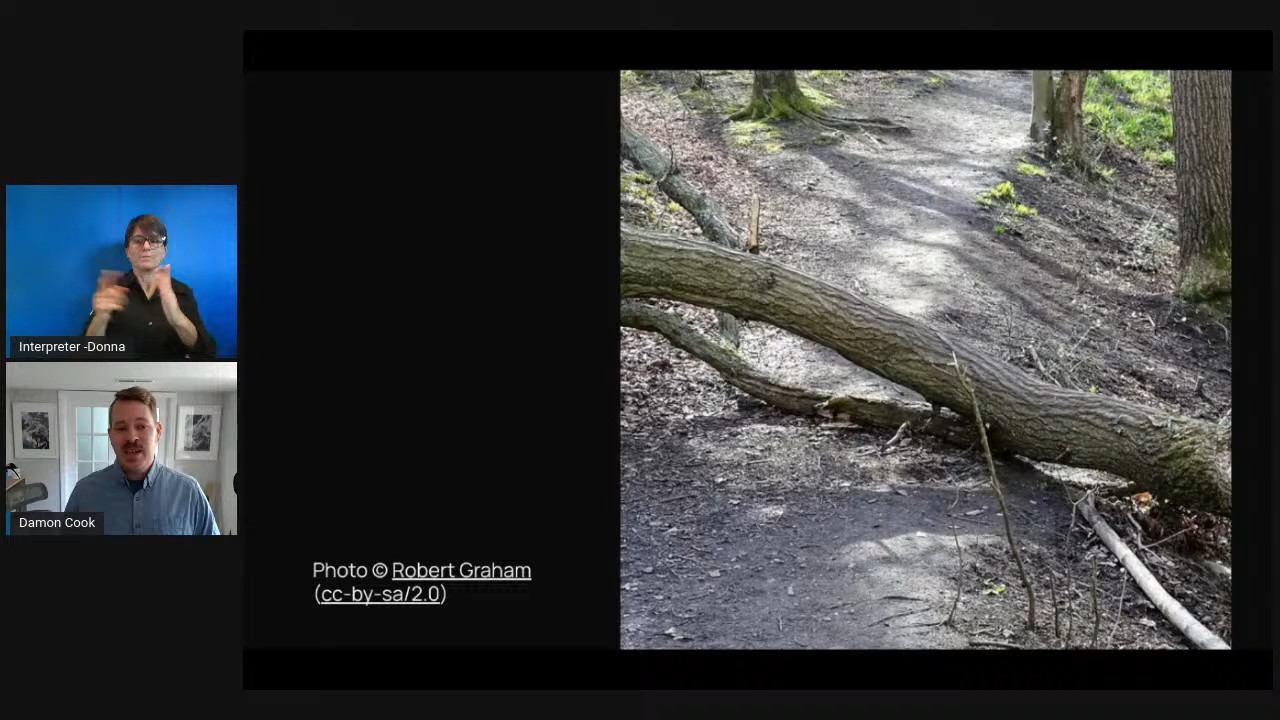 Interpreter -Donna
Damon Cook
Photo © Robert Graham
(cc-by-sa/2.0)